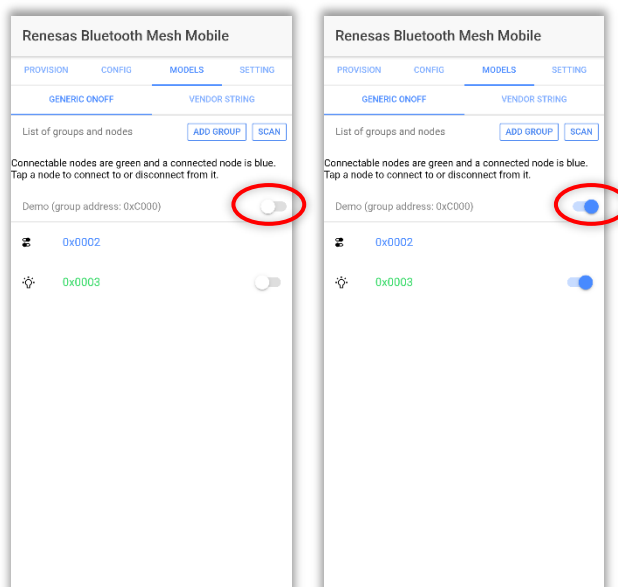 Renesas Bluetooth Mesh Mobile
PROVISION CONFIG MODELS SETTING
GENERIC ONOFF VENDOR STRING
List of groups and nodes ADD GROUP SCAN
Connectable nodes are green and a connected node is blue.
Tap a node to connect to or disconnect from it.
Demo (group address: 0xC000)
0x0002
0x0003
Renesas Bluetooth Mesh Mobile
PROVISION CONFIG MODELS SETTING
GENERIC ONOFF VENDOR STRING
List of groups and nodes ADD GROUP SCAN
Connectable nodes are green and a connected node is blue.
Tap a node to connect to or disconnect from it.
Demo (group address: 0xC000)
0x0002
0x0003